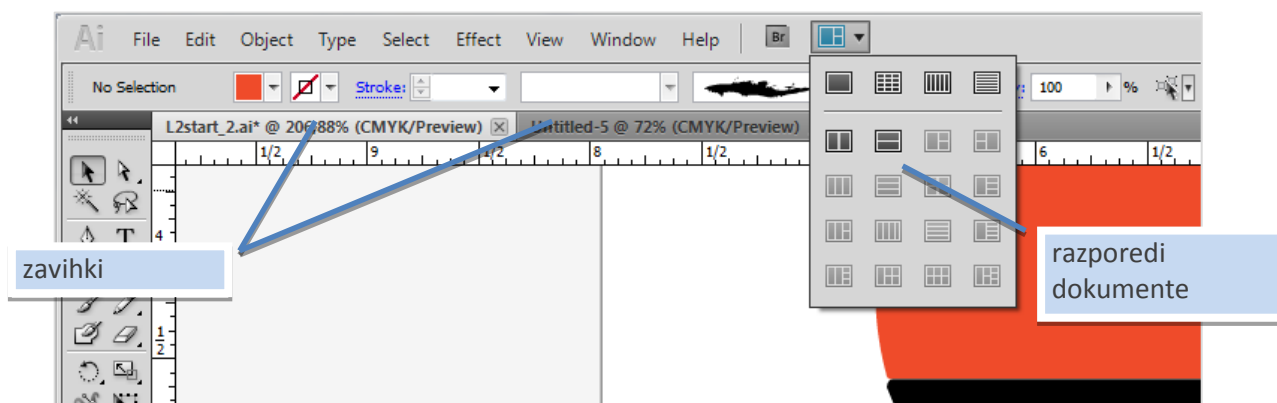 Ai File Edit Object Type Select Effect View Window Help Br
No Selection Stroke: 100 %
L2start_2.ai* @ 206,88% (CMYK/Preview) Untitled-5 @ 72% (CMYK/Preview)
1/2 9 1/2 8 1/2 6 1/2
4
zavihki
razporedi
dokumente
1
2